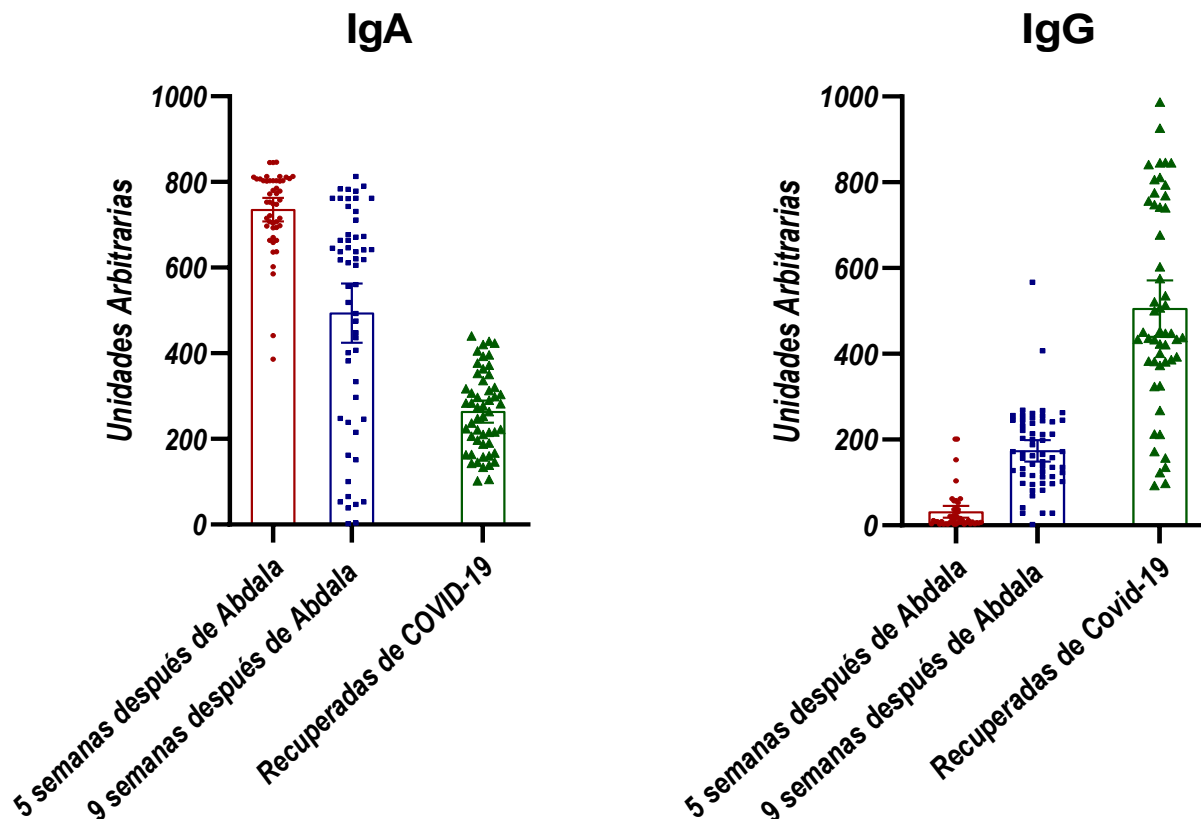 IgA
Unidades Arbitrarias
1000
800
600
400
200
0
5 semanas después de Abdala
9 semanas después de Abdala
Recuperadas de COVID-19
IgG
Unidades Arbitrarias
1000
800
600
400
200
0
5 semanas después de Abdala
9 semanas después de Abdala
Recuperadas de Covid-19